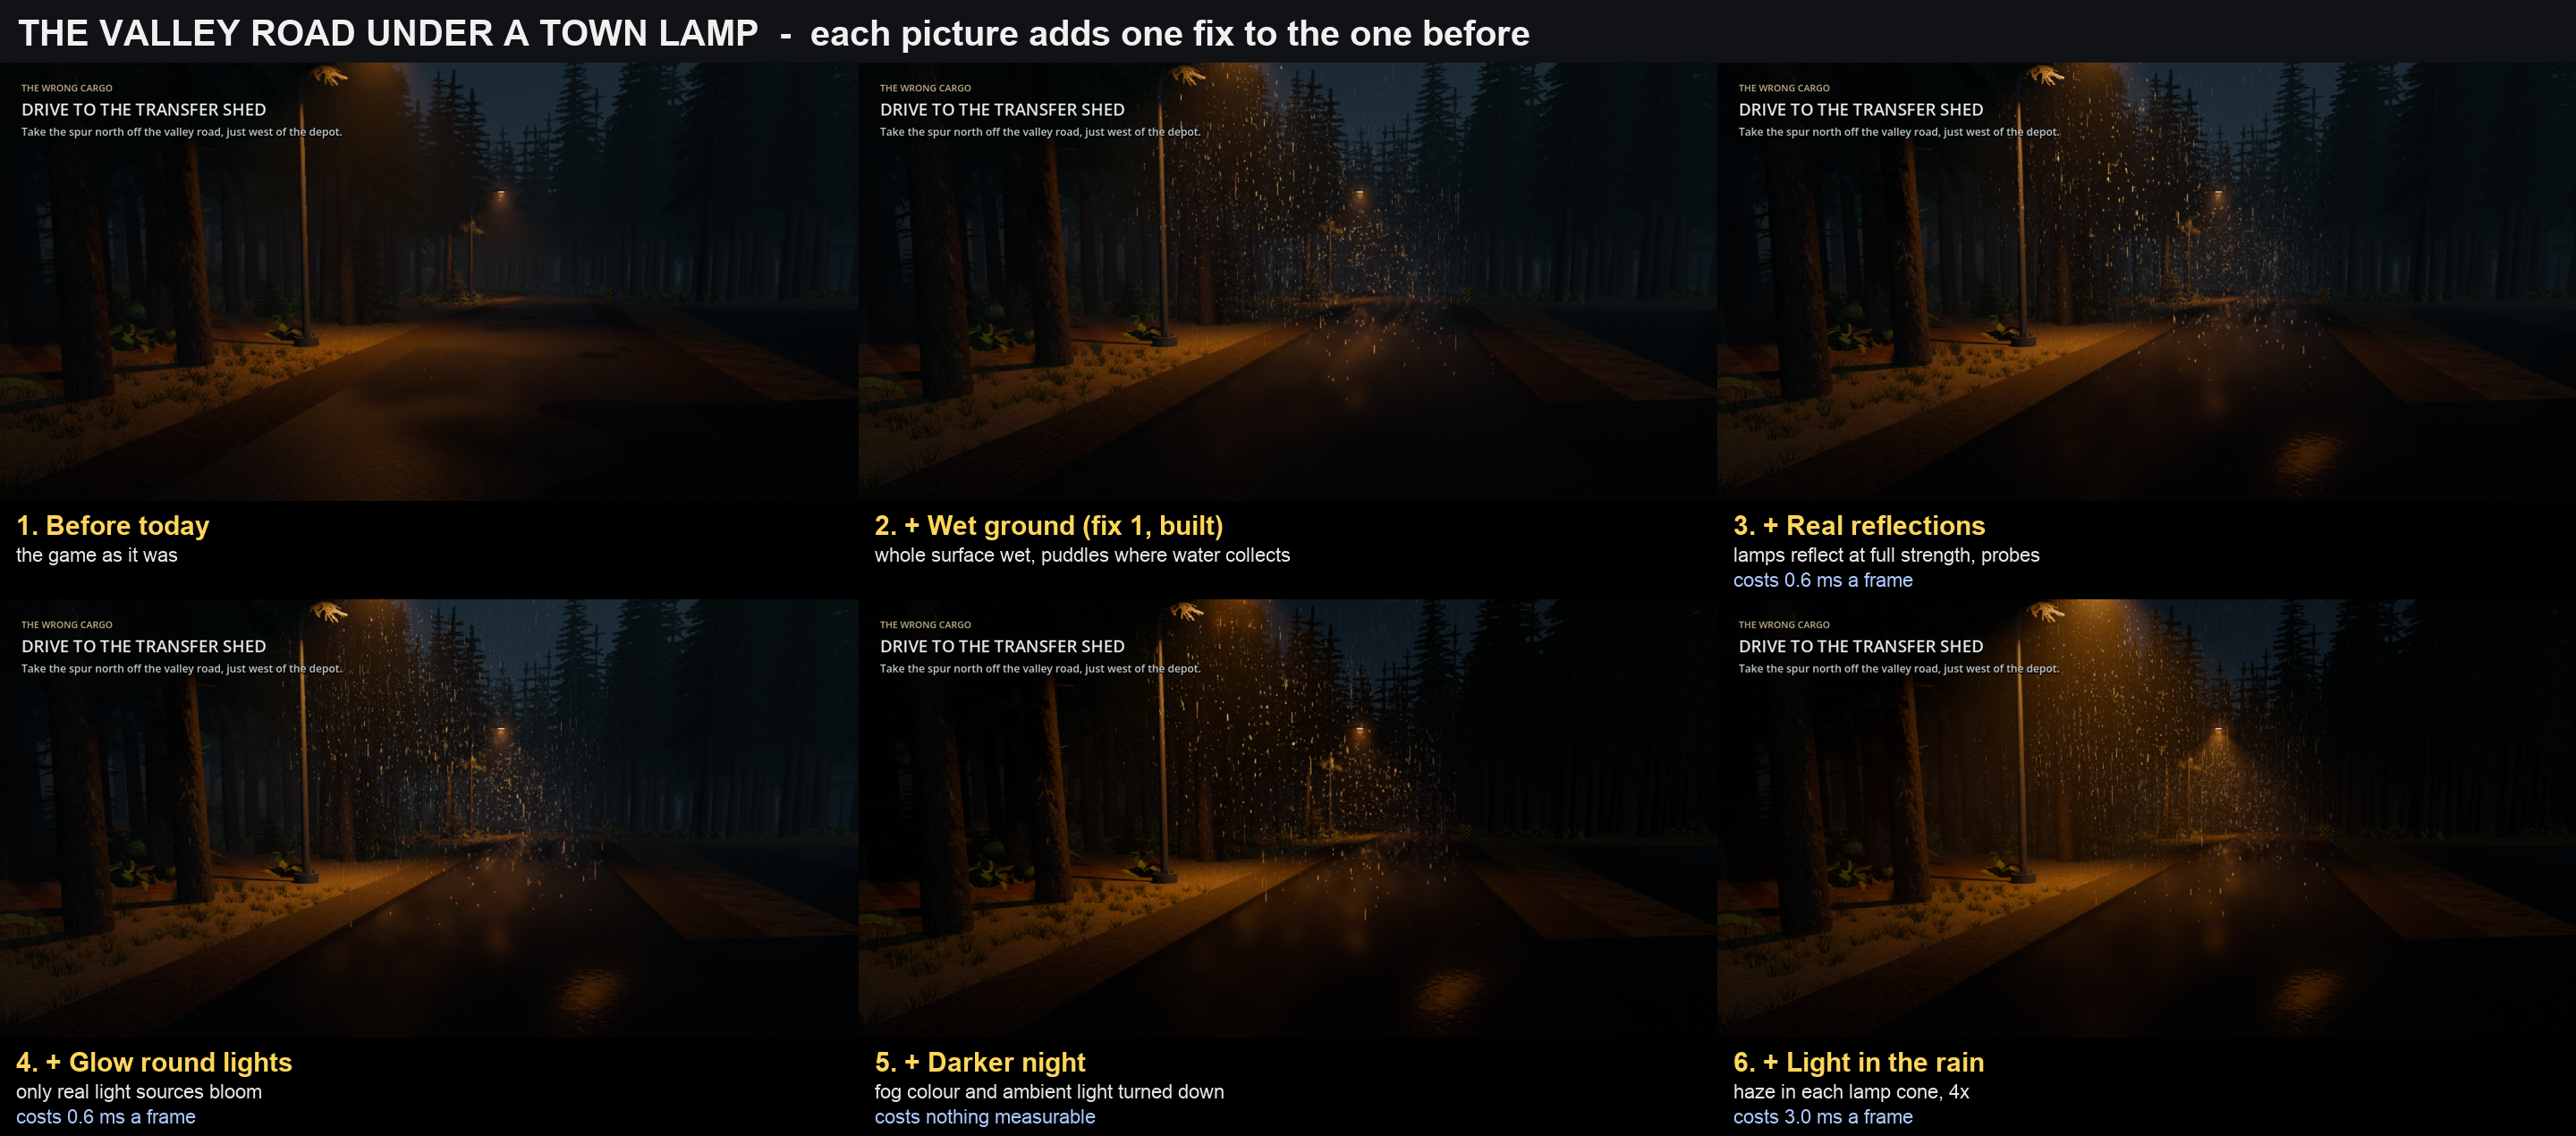 THE VALLEY ROAD UNDER A TOWN LAMP - each picture adds one fix to the one before
THE WRONG CARGO
DRIVE TO THE TRANSFER SHED
Take the spur north off the valley road, just west of the depot.
1. Before today
the game as it was
THE WRONG CARGO
DRIVE TO THE TRANSFER SHED
Take the spur north off the valley road, just west of the depot.
2. + Wet ground (fix 1, built)
whole surface wet, puddles where water collects
THE WRONG CARGO
DRIVE TO THE TRANSFER SHED
Take the spur north off the valley road, just west of the depot.
3. + Real reflections
lamps reflect at full strength, probes
costs 0.6 ms a frame
THE WRONG CARGO
DRIVE TO THE TRANSFER SHED
Take the spur north off the valley road, just west of the depot.
4. + Glow round lights
only real light sources bloom
costs 0.6 ms a frame
THE WRONG CARGO
DRIVE TO THE TRANSFER SHED
Take the spur north off the valley road, just west of the depot.
5. + Darker night
fog colour and ambient light turned down
costs nothing measurable
THE WRONG CARGO
DRIVE TO THE TRANSFER SHED
Take the spur north off the valley road, just west of the depot.
6. + Light in the rain
haze in each lamp cone, 4x
costs 3.0 ms a frame